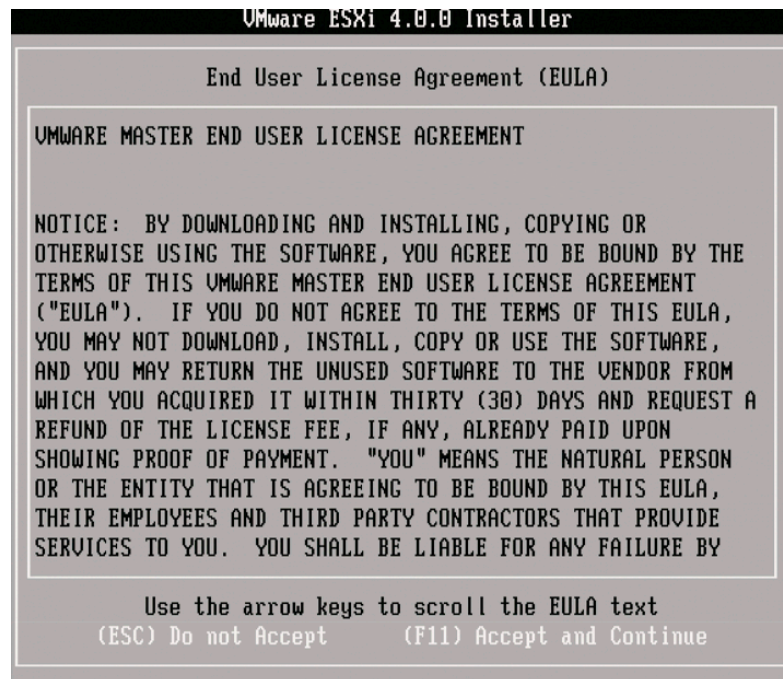 VMware ESXi 4.0.0 Installer
End User License Agreement (EULA)
VMWARE MASTER END USER LICENSE AGREEMENT
NOTICE:  BY DOWNLOADING AND INSTALLING, COPYING OR
OTHERWISE USING THE SOFTWARE, YOU AGREE TO BE BOUND BY THE
TERMS OF THIS VMWARE MASTER END USER LICENSE AGREEMENT
("EULA").  IF YOU DO NOT AGREE TO THE TERMS OF THIS EULA,
YOU MAY NOT DOWNLOAD, INSTALL, COPY OR USE THE SOFTWARE,
AND YOU MAY RETURN THE UNUSED SOFTWARE TO THE VENDOR FROM
WHICH YOU ACQUIRED IT WITHIN THIRTY (30) DAYS AND REQUEST A
REFUND OF THE LICENSE FEE, IF ANY, ALREADY PAID UPON
SHOWING PROOF OF PAYMENT.  "YOU" MEANS THE NATURAL PERSON
OR THE ENTITY THAT IS AGREEING TO BE BOUND BY THIS EULA,
THEIR EMPLOYEES AND THIRD PARTY CONTRACTORS THAT PROVIDE
SERVICES TO YOU.  YOU SHALL BE LIABLE FOR ANY FAILURE BY
Use the arrow keys to scroll the EULA text
(ESC) Do not Accept (F11) Accept and Continue